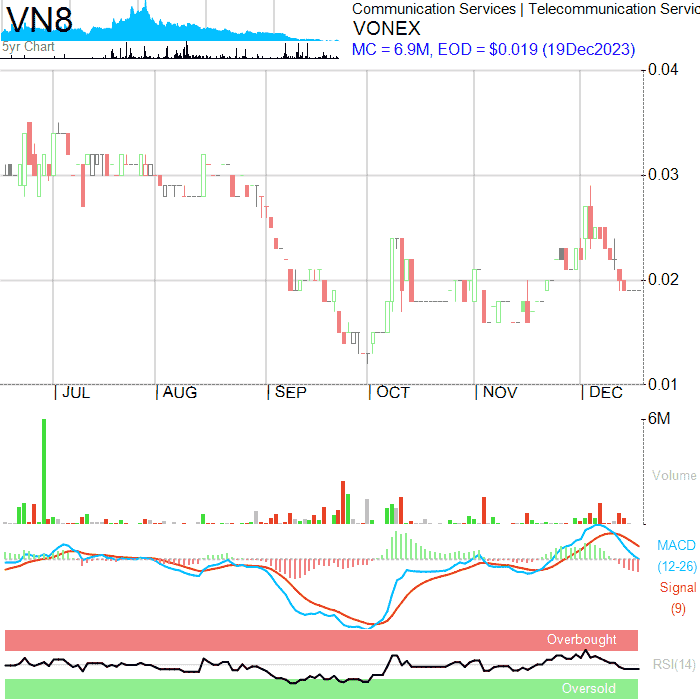 VN8
5yr Chart
Communication Services | Telecommunication Servic
VONEX
MC = 6.9M, EOD = $0.019 (19Dec2023)
0.04
0.03
0.02
0.01
JUL AUG SEP OCT NOV DEC
6M
Volume
MACD
(12-26)
Signal
(9)
Overbought
RSI(14)
Oversold